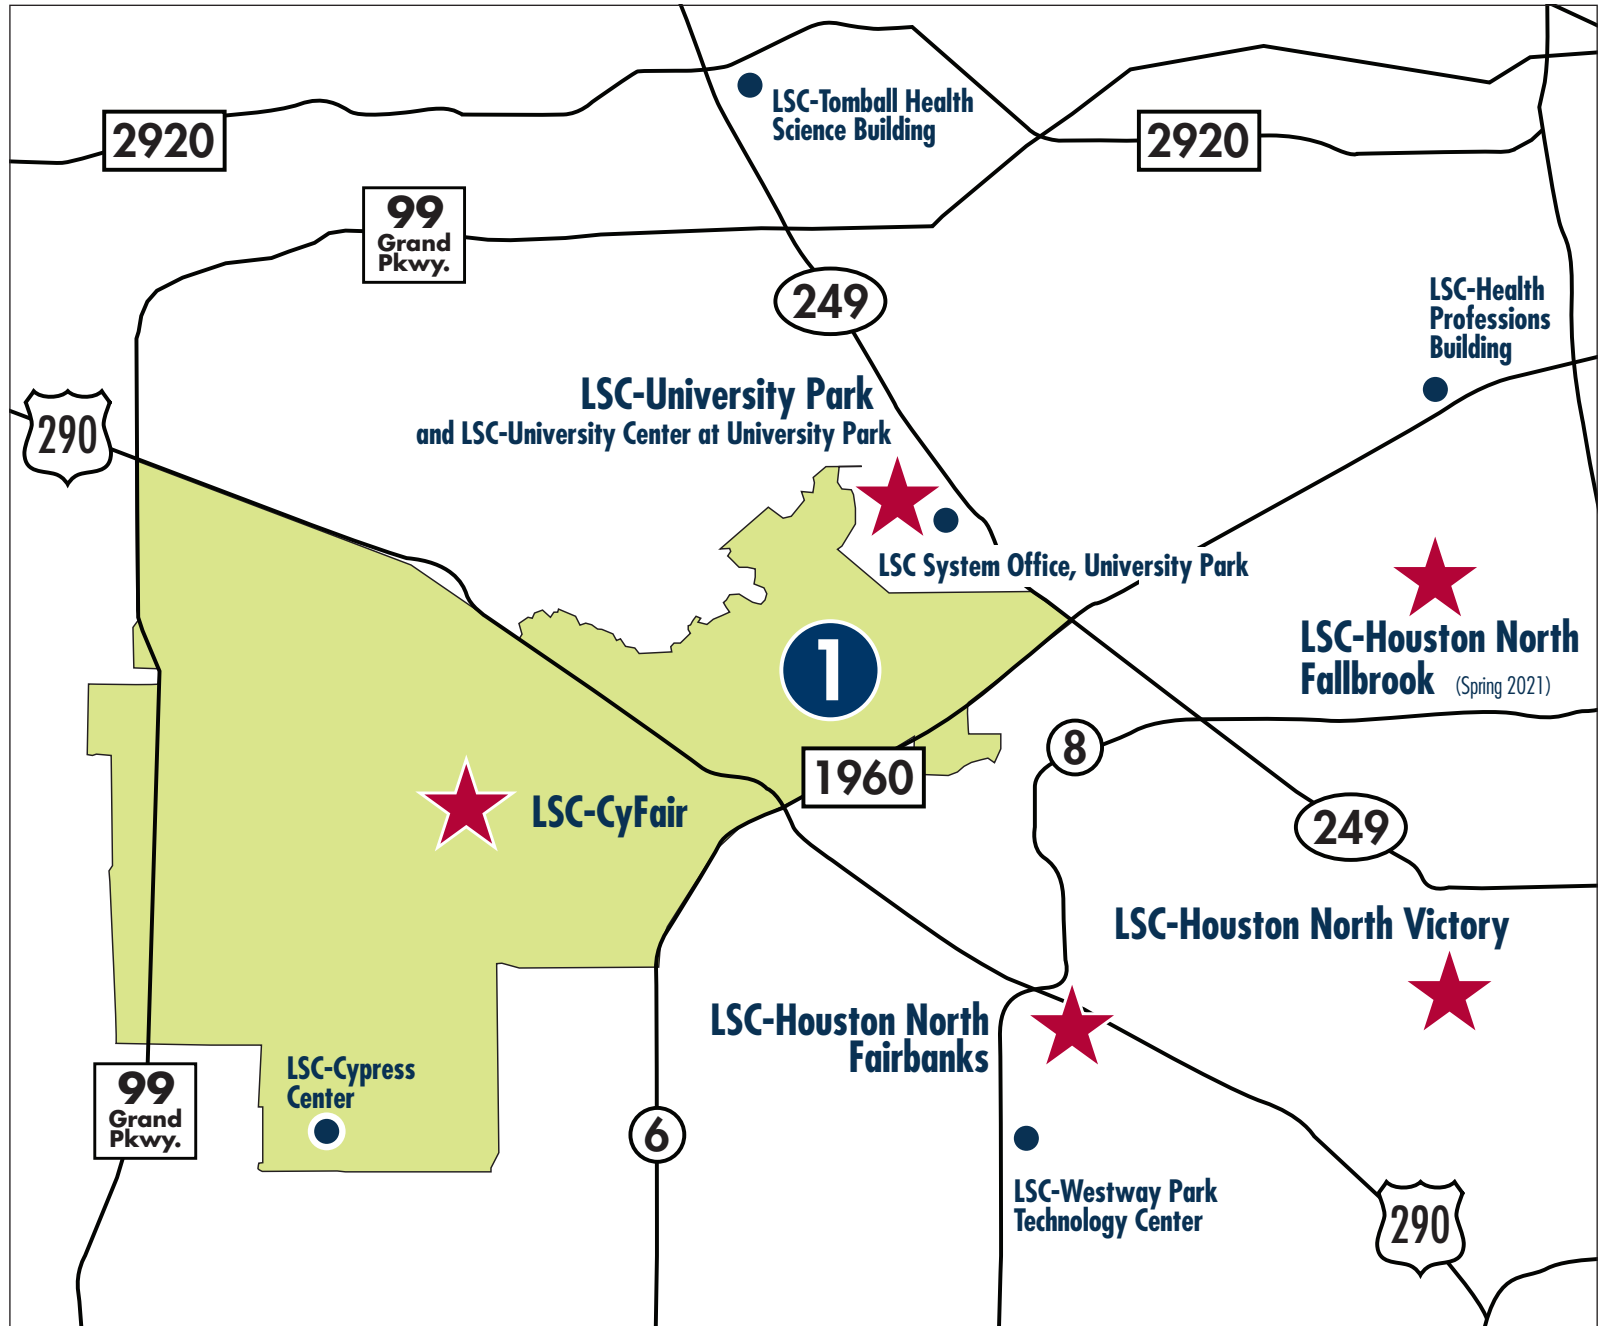 LSC-Tomball Health
Science Building
2920
2920
99
Grand
Pkwy.
249
LSC-Health
Professions
Building
LSC-University Park
and LSC-University Center at University Park
290
LSC System Office, University Park
1
LSC-Houston North
Fallbrook (Spring 2021)
8
1960
LSC-CyFair
249
LSC-Houston North Victory
LSC-Houston North
Fairbanks
LSC-Cypress
Center
99
Grand
Pkwy.
6
LSC-Westway Park
Technology Center
290